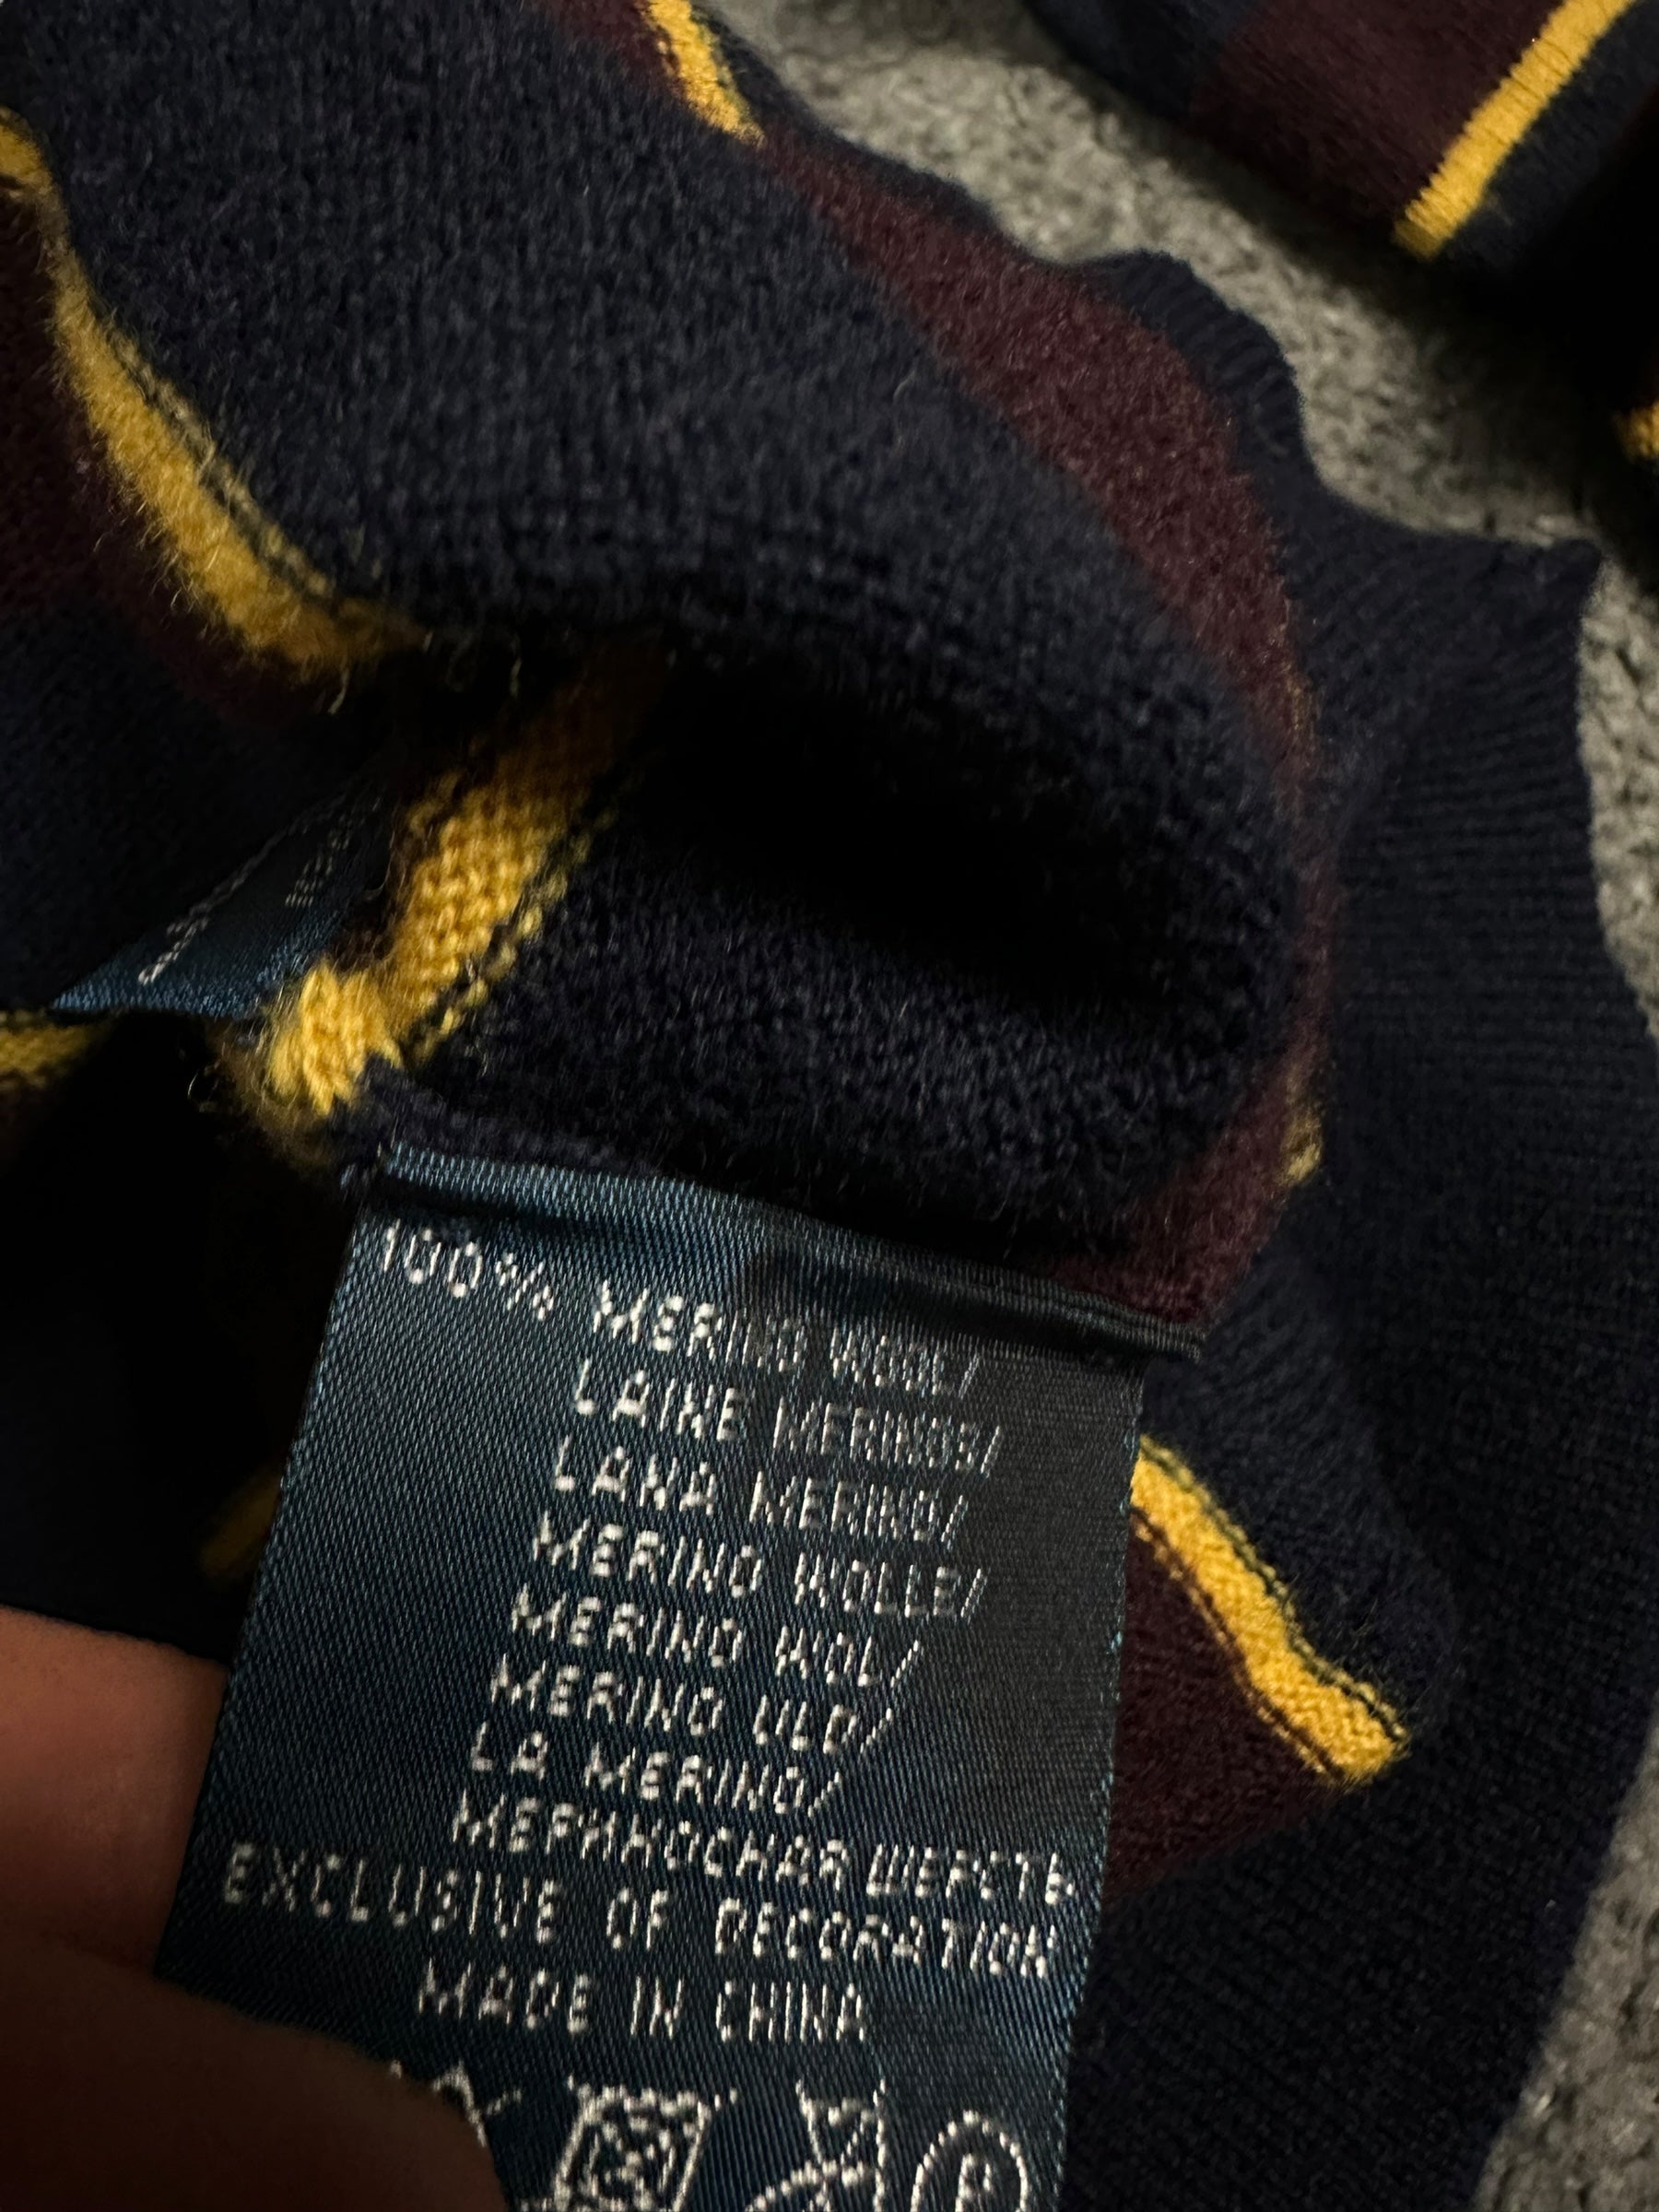 100% MERINO WOOL/
LAINE MERINOS/
LANA MERINO/
MERINO WOLLE/
MERINO WOL/
MERINO ULD/
LÃ MERINO/
МЕРИНОСНАЯ ШЕРСТЬ
EXCLUSIVE OF DECORATION
MADE IN CHINA
P